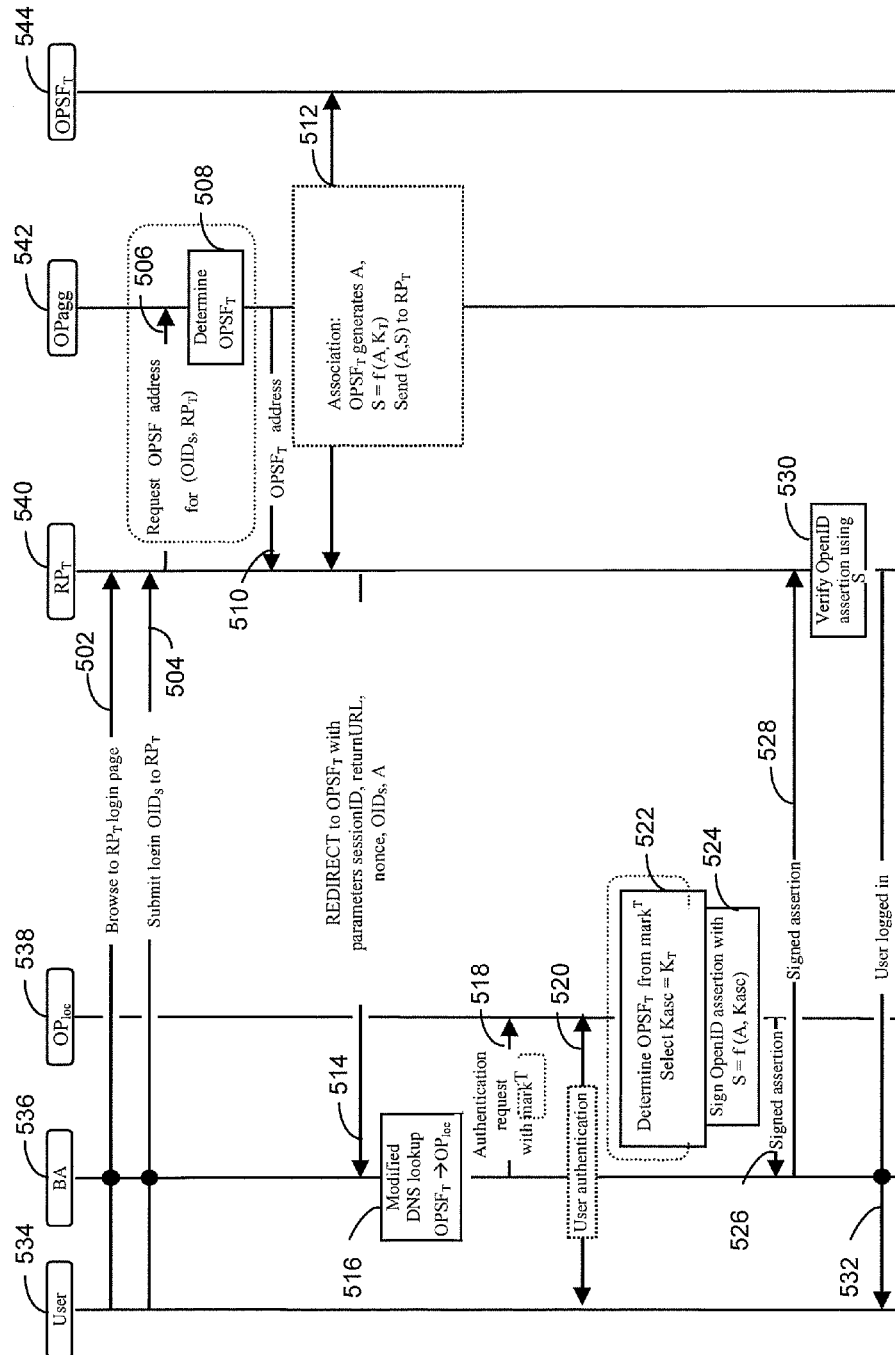 534
User
536
BA
538
OP_loc
540
RP_T
542
OPagg
544
OPSF_T
502
Browse to RP_T login page
504
Submit login OID_S to RP_T
506
Request OPSF address
for (OID_S, RP_T)
508
Determine
OPSF_T
510
OPSF_T address
512
Association:
OPSF_T generates A,
S = f (A, K_T)
Send (A,S) to RP_T
REDIRECT to OPSF_T with
parameters sessionID, returnURL,
nonce, OID_S, A
514
Modified
DNS lookup
OPSF_T →OP_loc
516
Authentication
request
with mark^T
518
520
User authentication
522
Determine OPSF_T from mark^T
Select Kasc = K_T
524
Sign OpenID assertion with
S = f (A, Kasc)
526
Signed assertion
528
Signed assertion
530
Verify OpenID
assertion using
S
User logged in
532